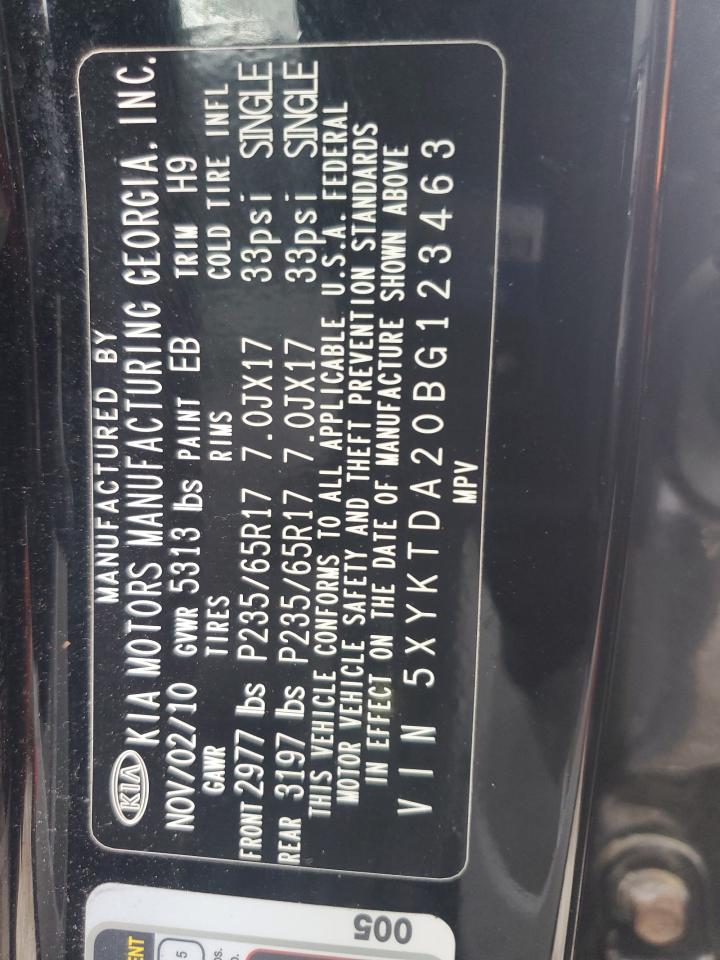 MANUFACTURED BY
KIA KIA MOTORS MANUFACTURING GEORGIA, INC.
NOV/02/10 GVWR 5313 lbs PAINT EB TRIM H9
GAWR TIRES RIMS COLD TIRE INFL
FRONT 2977 lbs P235/65R17 7.0JX17 33psi SINGLE
REAR 3197 lbs P235/65R17 7.0JX17 33psi SINGLE
THIS VEHICLE CONFORMS TO ALL APPLICABLE U.S.A. FEDERAL
MOTOR VEHICLE SAFETY AND THEFT PREVENTION STANDARDS
IN EFFECT ON THE DATE OF MANUFACTURE SHOWN ABOVE
VIN 5XYKTDA20BG123463
MPV
005
5